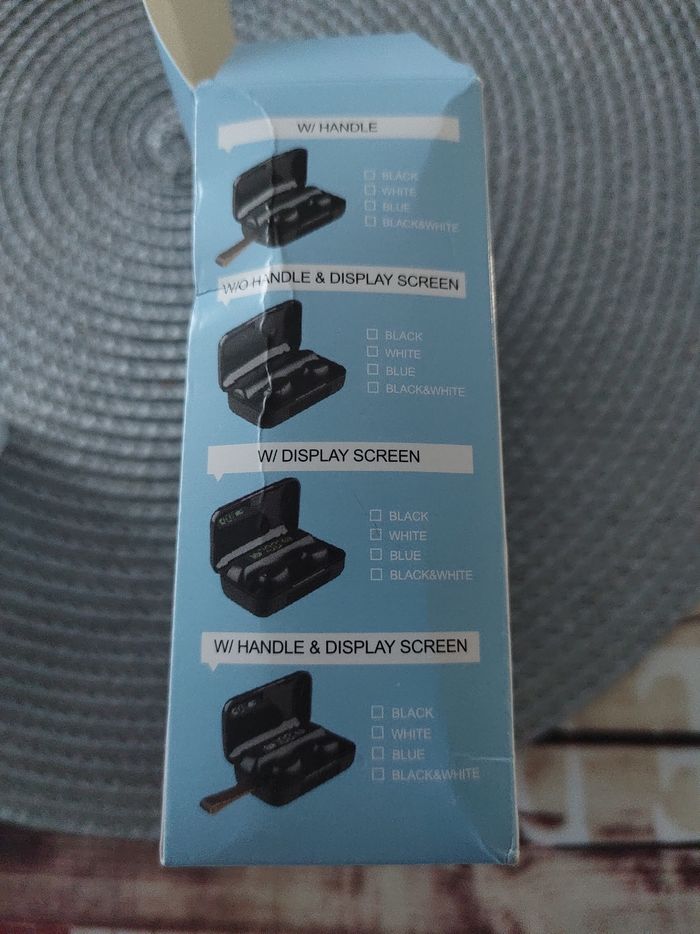 W/ HANDLE
☐ BLACK
☐ WHITE
☐ BLUE
☐ BLACK&WHITE
W/O HANDLE & DISPLAY SCREEN
☐ BLACK
☐ WHITE
☐ BLUE
☐ BLACK&WHITE
W/ DISPLAY SCREEN
☐ BLACK
☐ WHITE
☐ BLUE
☐ BLACK&WHITE
W/ HANDLE & DISPLAY SCREEN
☐ BLACK
☐ WHITE
☐ BLUE
☐ BLACK&WHITE